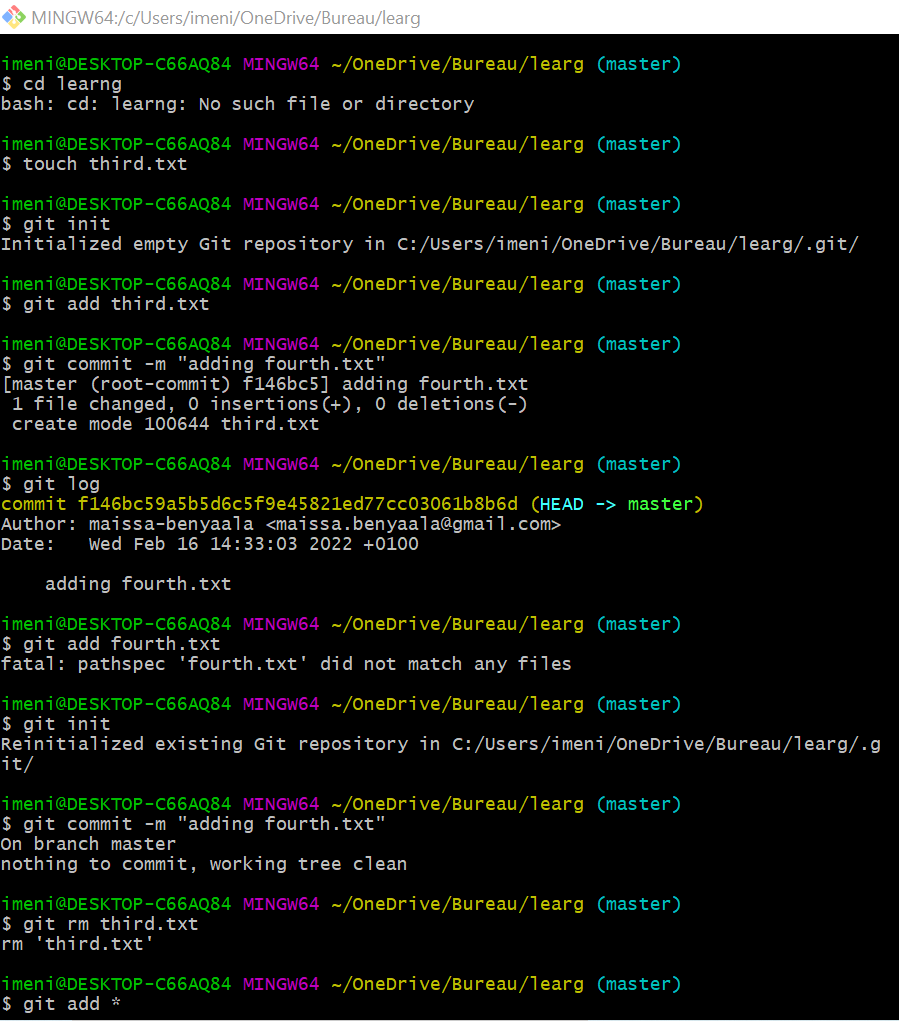 MINGW64:/c/Users/imeni/OneDrive/Bureau/learg
imeni@DESKTOP-C66AQ84 MINGW64 ~/OneDrive/Bureau/learg (master)
$ cd learng
bash: cd: learng: No such file or directory
imeni@DESKTOP-C66AQ84 MINGW64 ~/OneDrive/Bureau/learg (master)
$ touch third.txt
imeni@DESKTOP-C66AQ84 MINGW64 ~/OneDrive/Bureau/learg (master)
$ git init
Initialized empty Git repository in C:/Users/imeni/OneDrive/Bureau/learg/.git/
imeni@DESKTOP-C66AQ84 MINGW64 ~/OneDrive/Bureau/learg (master)
$ git add third.txt
imeni@DESKTOP-C66AQ84 MINGW64 ~/OneDrive/Bureau/learg (master)
$ git commit -m "adding fourth.txt"
[master (root-commit) f146bc5] adding fourth.txt
 1 file changed, 0 insertions(+), 0 deletions(-)
 create mode 100644 third.txt
imeni@DESKTOP-C66AQ84 MINGW64 ~/OneDrive/Bureau/learg (master)
$ git log
commit f146bc59a5b5d6c5f9e45821ed77cc03061b8b6d (HEAD -> master)
Author: maissa-benyaala <maissa.benyaala@gmail.com>
Date:   Wed Feb 16 14:33:03 2022 +0100
    adding fourth.txt
imeni@DESKTOP-C66AQ84 MINGW64 ~/OneDrive/Bureau/learg (master)
$ git add fourth.txt
fatal: pathspec 'fourth.txt' did not match any files
imeni@DESKTOP-C66AQ84 MINGW64 ~/OneDrive/Bureau/learg (master)
$ git init
Reinitialized existing Git repository in C:/Users/imeni/OneDrive/Bureau/learg/.g
it/
imeni@DESKTOP-C66AQ84 MINGW64 ~/OneDrive/Bureau/learg (master)
$ git commit -m "adding fourth.txt"
On branch master
nothing to commit, working tree clean
imeni@DESKTOP-C66AQ84 MINGW64 ~/OneDrive/Bureau/learg (master)
$ git rm third.txt
rm 'third.txt'
imeni@DESKTOP-C66AQ84 MINGW64 ~/OneDrive/Bureau/learg (master)
$ git add *